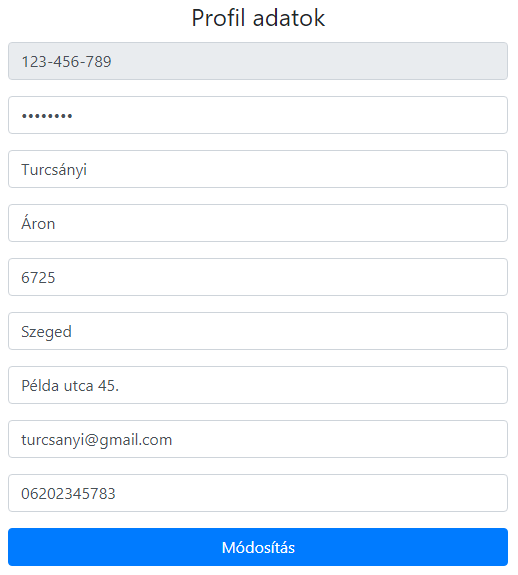 Profil adatok
123-456-789
••••••••
Turcsányi
Áron
6725
Szeged
Példa utca 45.
turcsanyi@gmail.com
06202345783
Módosítás